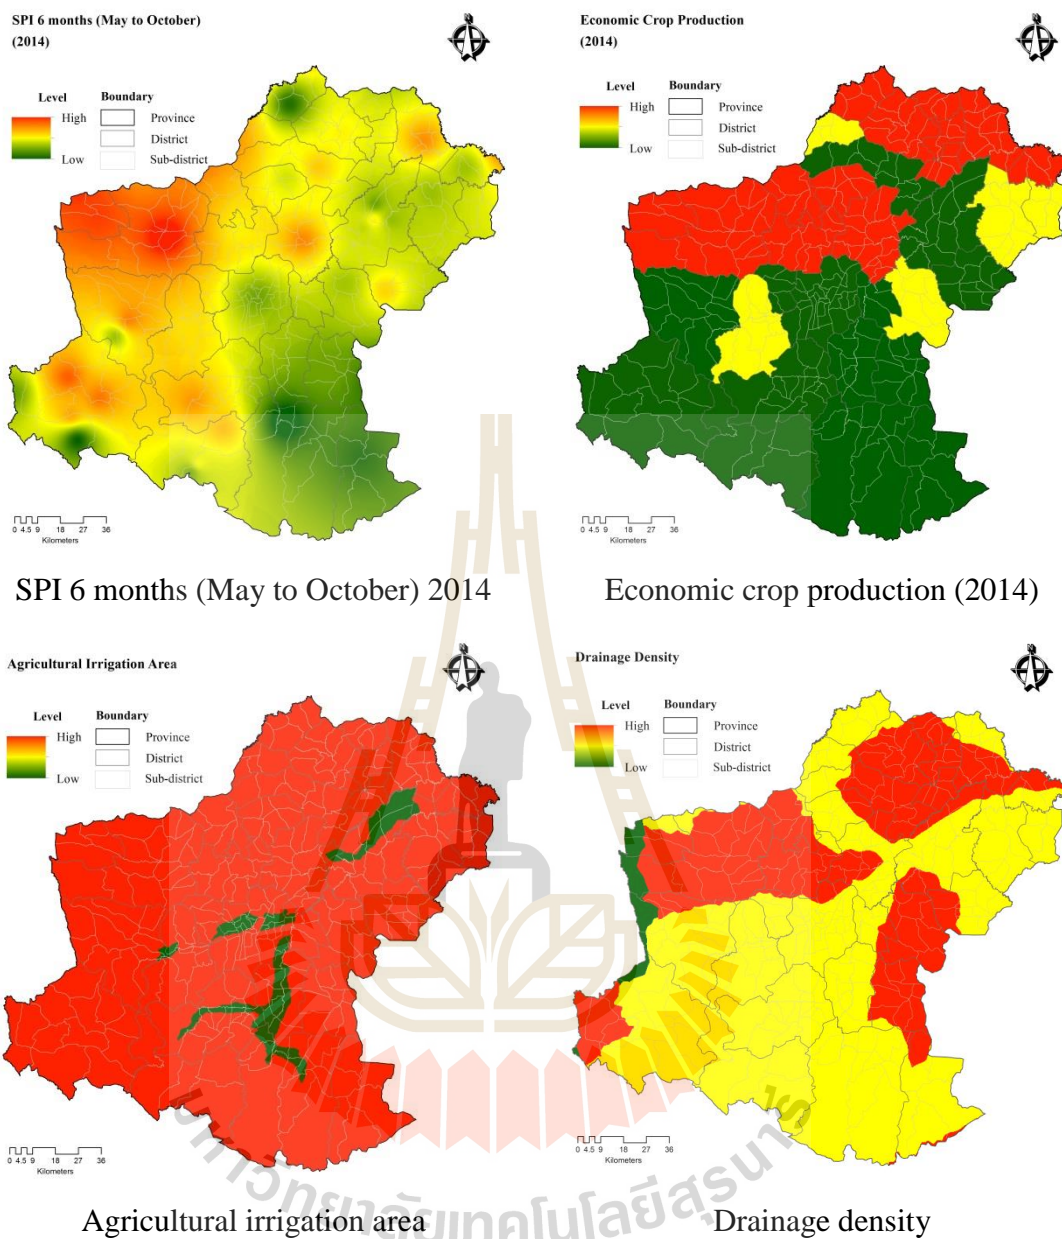 SPI 6 months (May to October)
(2014)
Level Boundary
High Province
District
Low Sub-district
0 4.5 9 18 27 36
Kilometers
SPI 6 months (May to October) 2014
Economic Crop Production
(2014)
Level Boundary
High Province
District
Low Sub-district
0 4.5 9 18 27 36
Kilometers
Economic crop production (2014)
Agricultural Irrigation Area
Level Boundary
High Province
District
Low Sub-district
0 4.5 9 18 27 36
Kilometers
Agricultural irrigation area
Drainage Density
Level Boundary
High Province
District
Low Sub-district
0 4.5 9 18 27 36
Kilometers
Drainage density